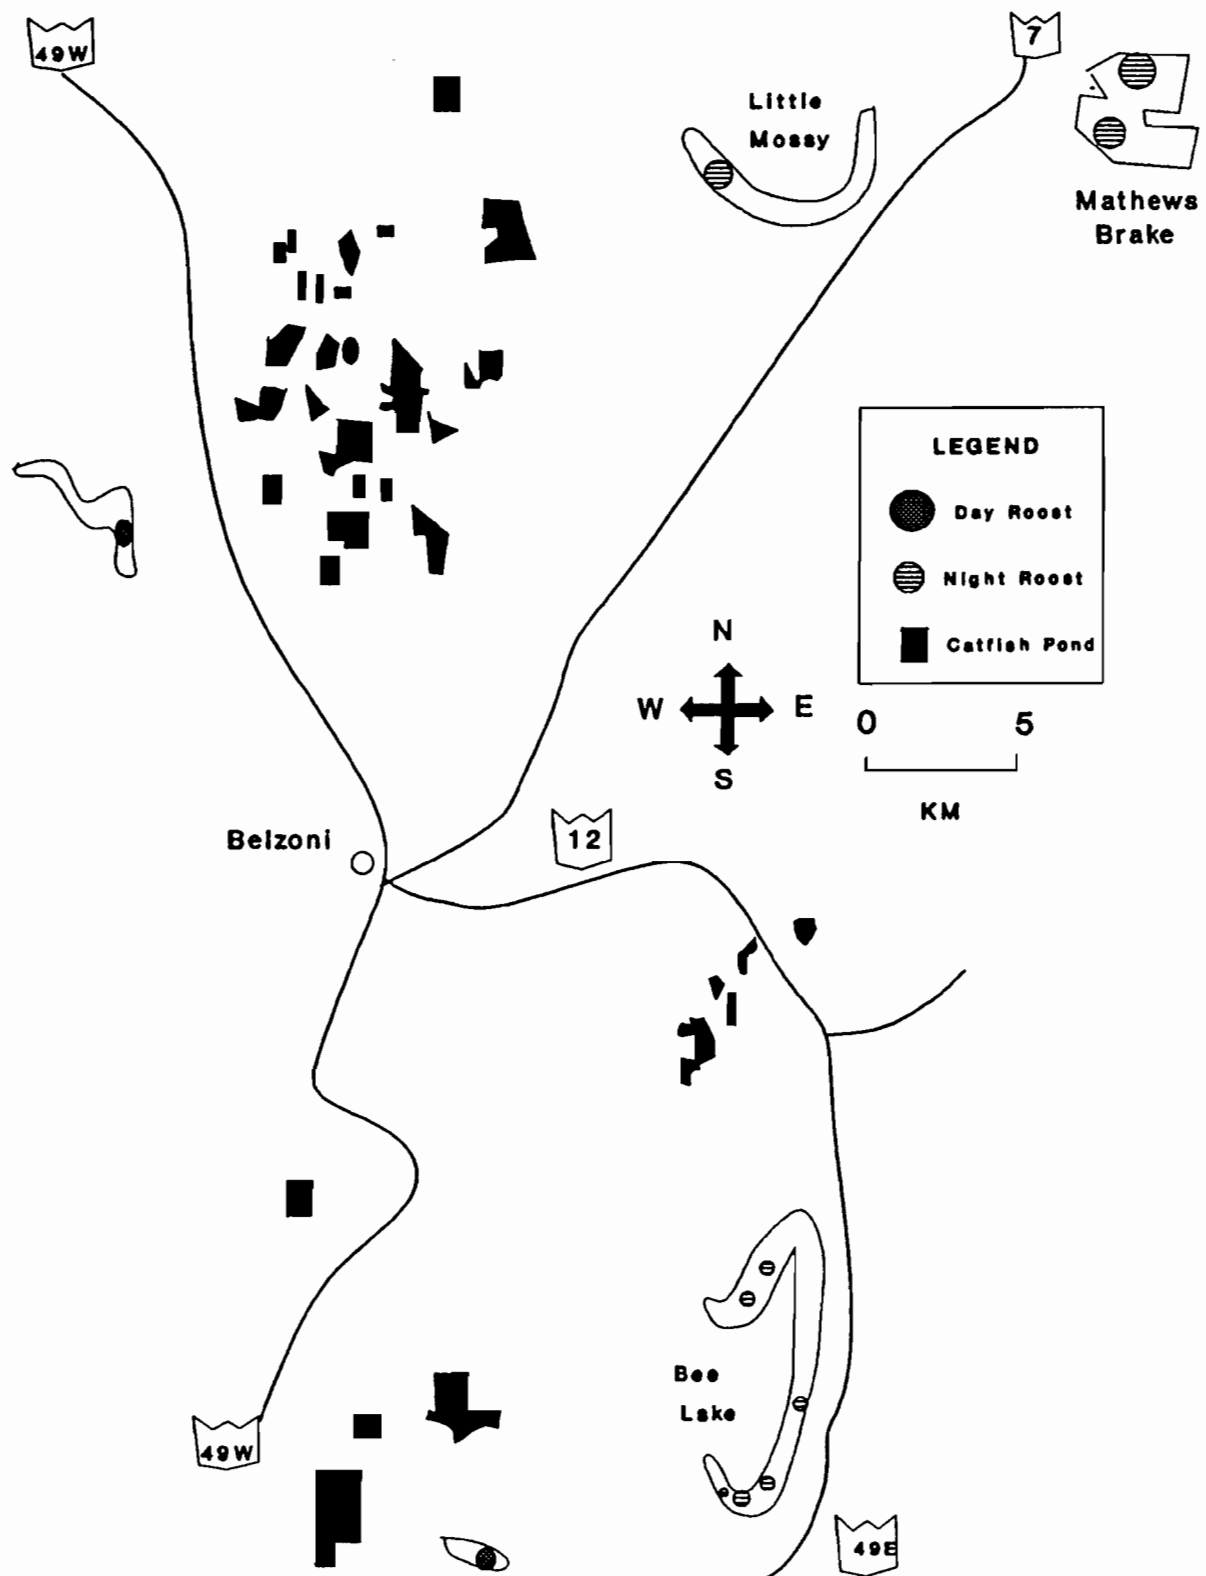 49W
7
Little
Mossy
Mathews
Brake
LEGEND
Day Roost
Night Roost
Catfish Pond
N
W E
S
0 5
KM
Belzoni
12
Bee
Lake
49W
49E